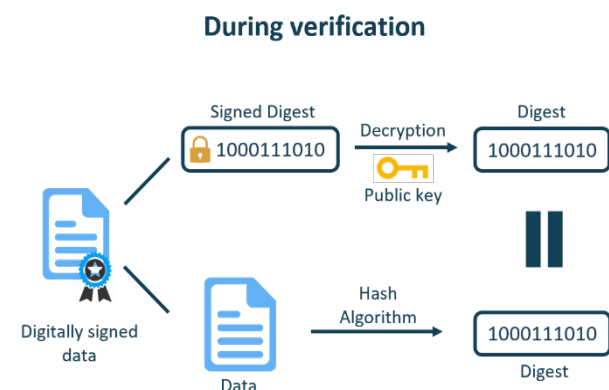 During verification
Signed Digest
1000111010
Decryption
Public key
Digest
1000111010
Digitally signed
data
Data
Hash
Algorithm
1000111010
Digest